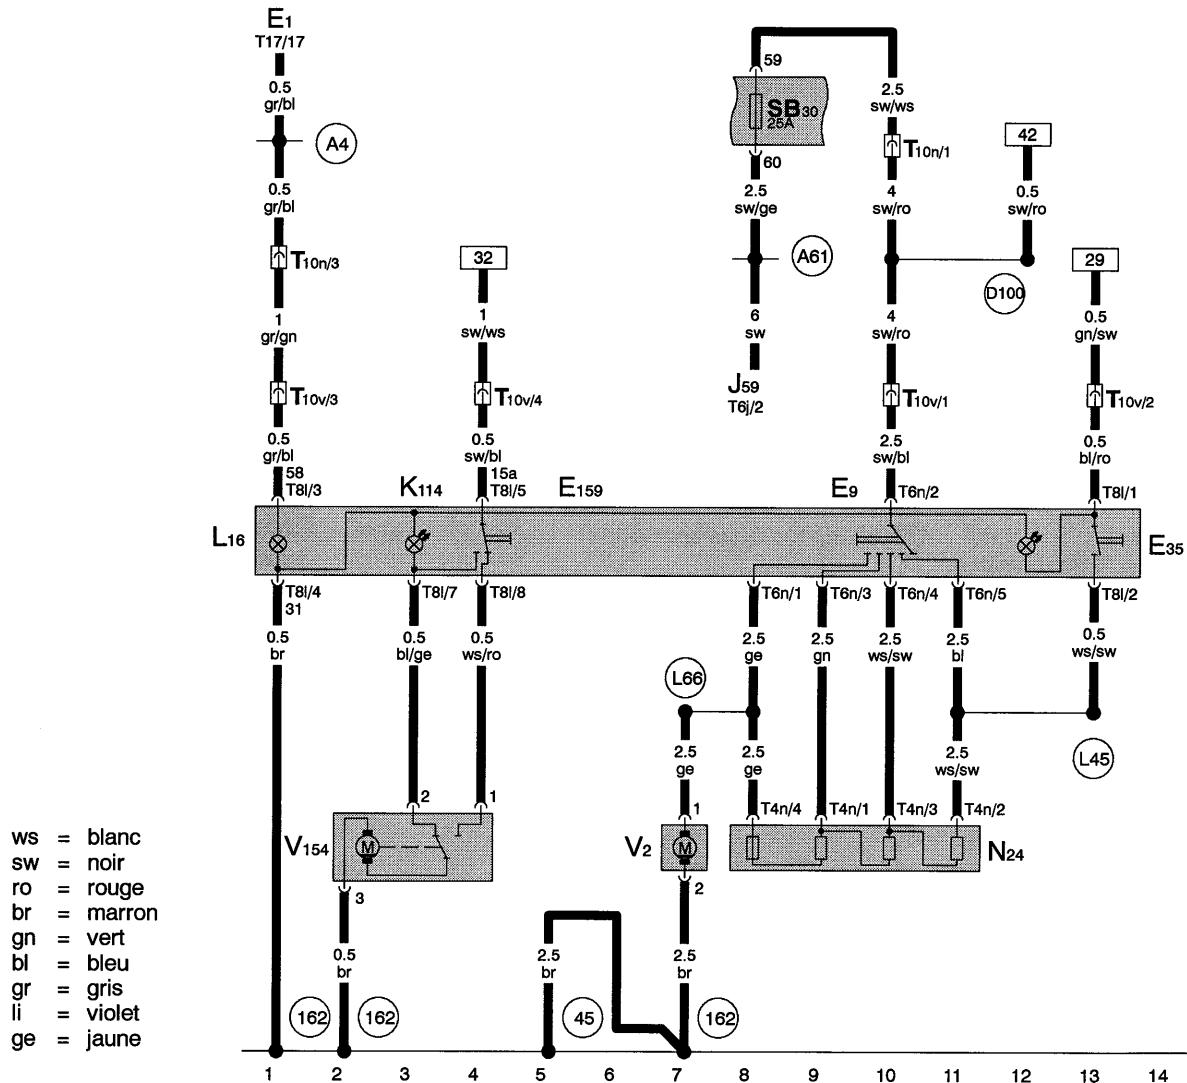 E1
T17/17
0.5
gr/bl
A4
0.5
gr/bl
T10n/3
1
gr/gn
T10v/3
0.5
gr/bl
58
T8l/3
32
1
sw/ws
T10v/4
0.5
sw/bl
15a
T8l/5
59
SB30
25A
60
2.5
sw/ge
A61
6
sw
J59
T6j/2
2.5
sw/ws
T10n/1
4
sw/ro
42
0.5
sw/ro
D100
4
sw/ro
T10v/1
2.5
sw/bl
T6n/2
29
0.5
gn/sw
T10v/2
0.5
bl/ro
T8l/1
K114
E159
E9
L16
E35
T8l/4
31
T8l/7
T8l/8
T6n/1
T6n/3
T6n/4
T6n/5
T8l/2
0.5
br
0.5
bl/ge
0.5
ws/ro
2.5
ge
2.5
gn
2.5
ws/sw
2.5
bl
0.5
ws/sw
L66
L45
2.5
ge
2.5
ge
2.5
ws/sw
2
1
1
T4n/4
T4n/1
T4n/3
T4n/2
V154
M
V2
M
N24
3
2
0.5
br
2.5
br
2.5
br
162
162
45
162
ws = blanc
sw = noir
ro = rouge
br = marron
gn = vert
bl = bleu
gr = gris
li = violet
ge = jaune
1 2 3 4 5 6 7 8 9 10 11 12 13 14